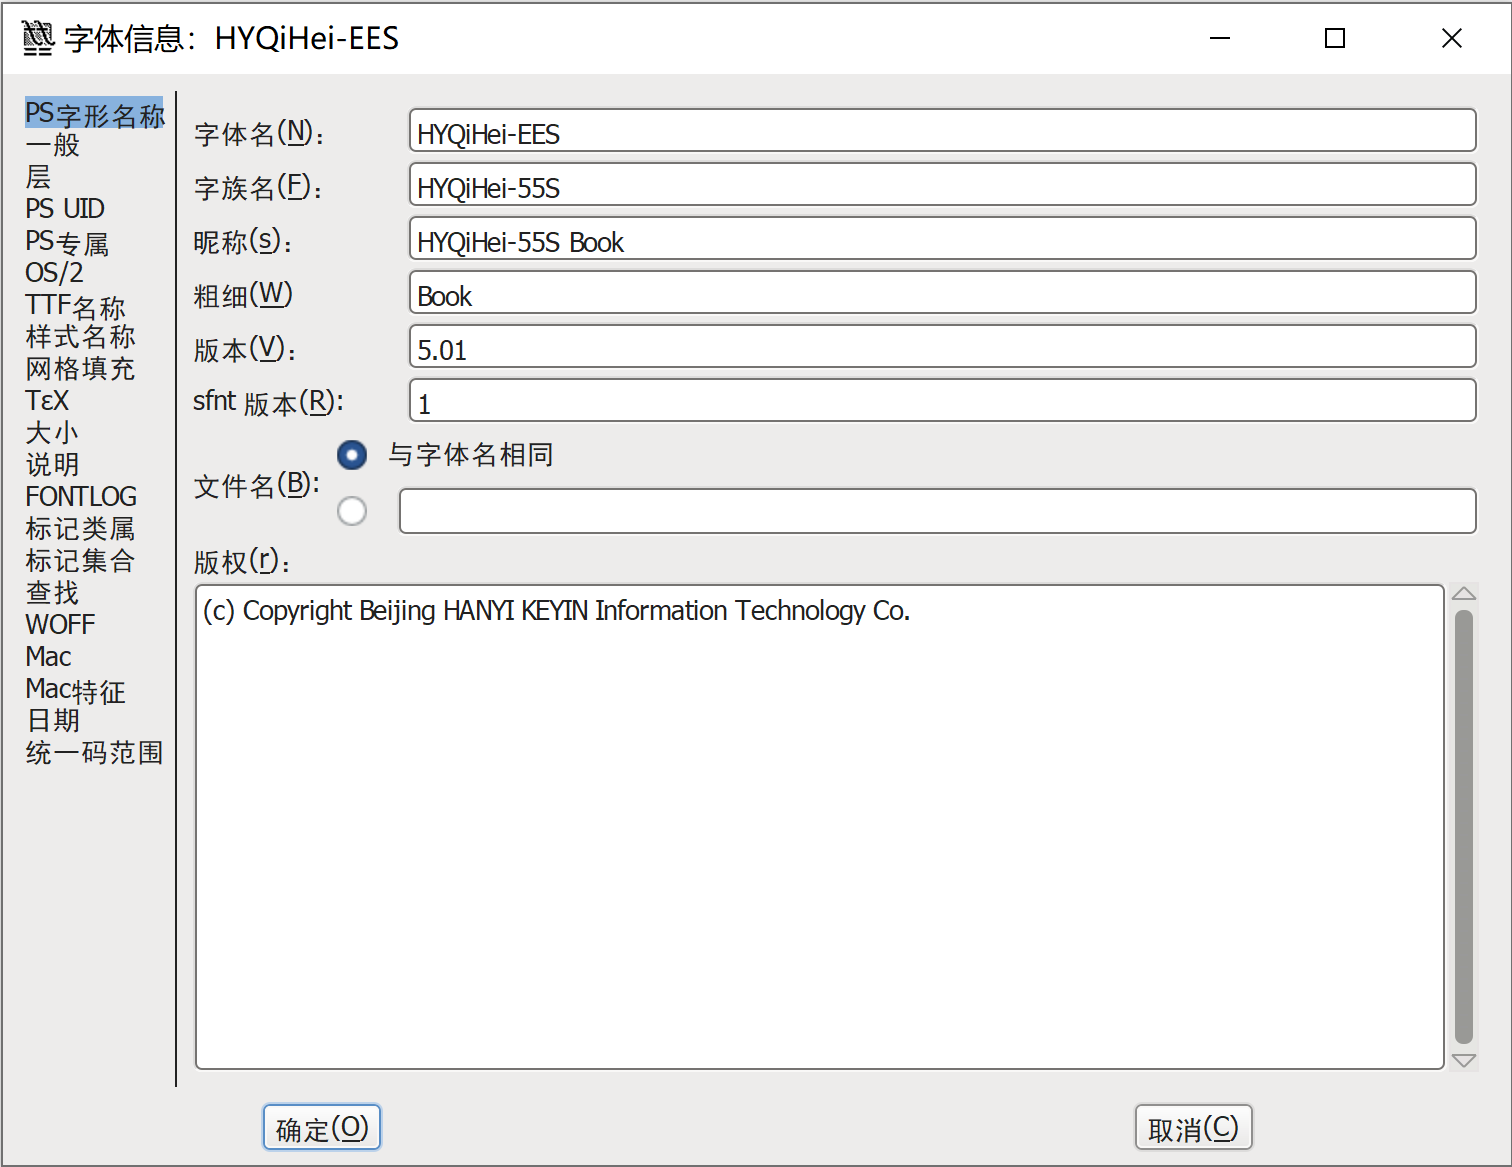 字体信息：HYQiHei-EES
PS字形名称
一般
层
PS UID
PS专属
OS/2
TTF名称
样式名称
网格填充
TεX
大小
说明
FONTLOG
标记类属
标记集合
查找
WOFF
Mac
Mac特征
日期
统一码范围
字体名(N)： HYQiHei-EES
字族名(F)： HYQiHei-55S
昵称(s)： HYQiHei-55S Book
粗细(W) Book
版本(V)： 5.01
sfnt 版本(R): 1
文件名(B):
与字体名相同
版权(r)：
(c) Copyright Beijing HANYI KEYIN Information Technology Co.
确定(O) 取消(C)